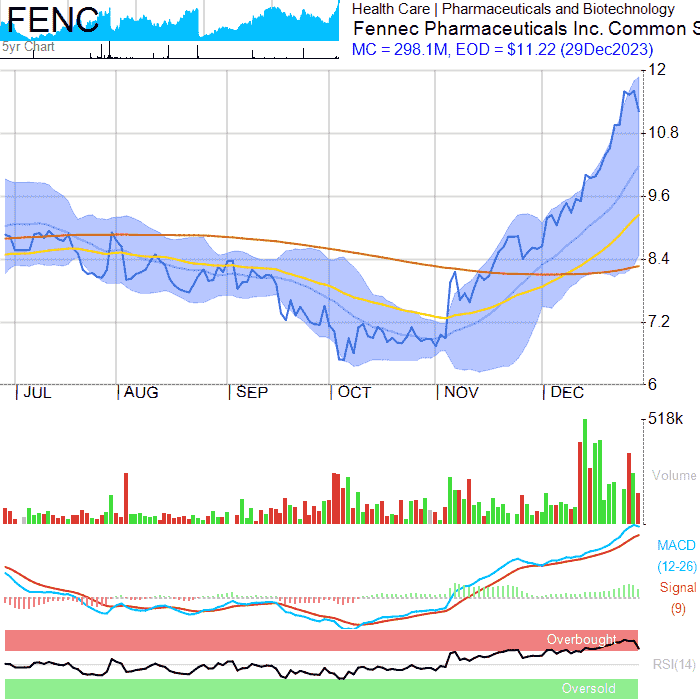 FENC
5yr Chart
Health Care | Pharmaceuticals and Biotechnology
Fennec Pharmaceuticals Inc. Common S
MC = 298.1M, EOD = $11.22 (29Dec2023)
12
10.8
9.6
8.4
7.2
6
JUL AUG SEP OCT NOV DEC
518k
Volume
MACD
(12-26)
Signal
(9)
Overbought
RSI(14)
Oversold